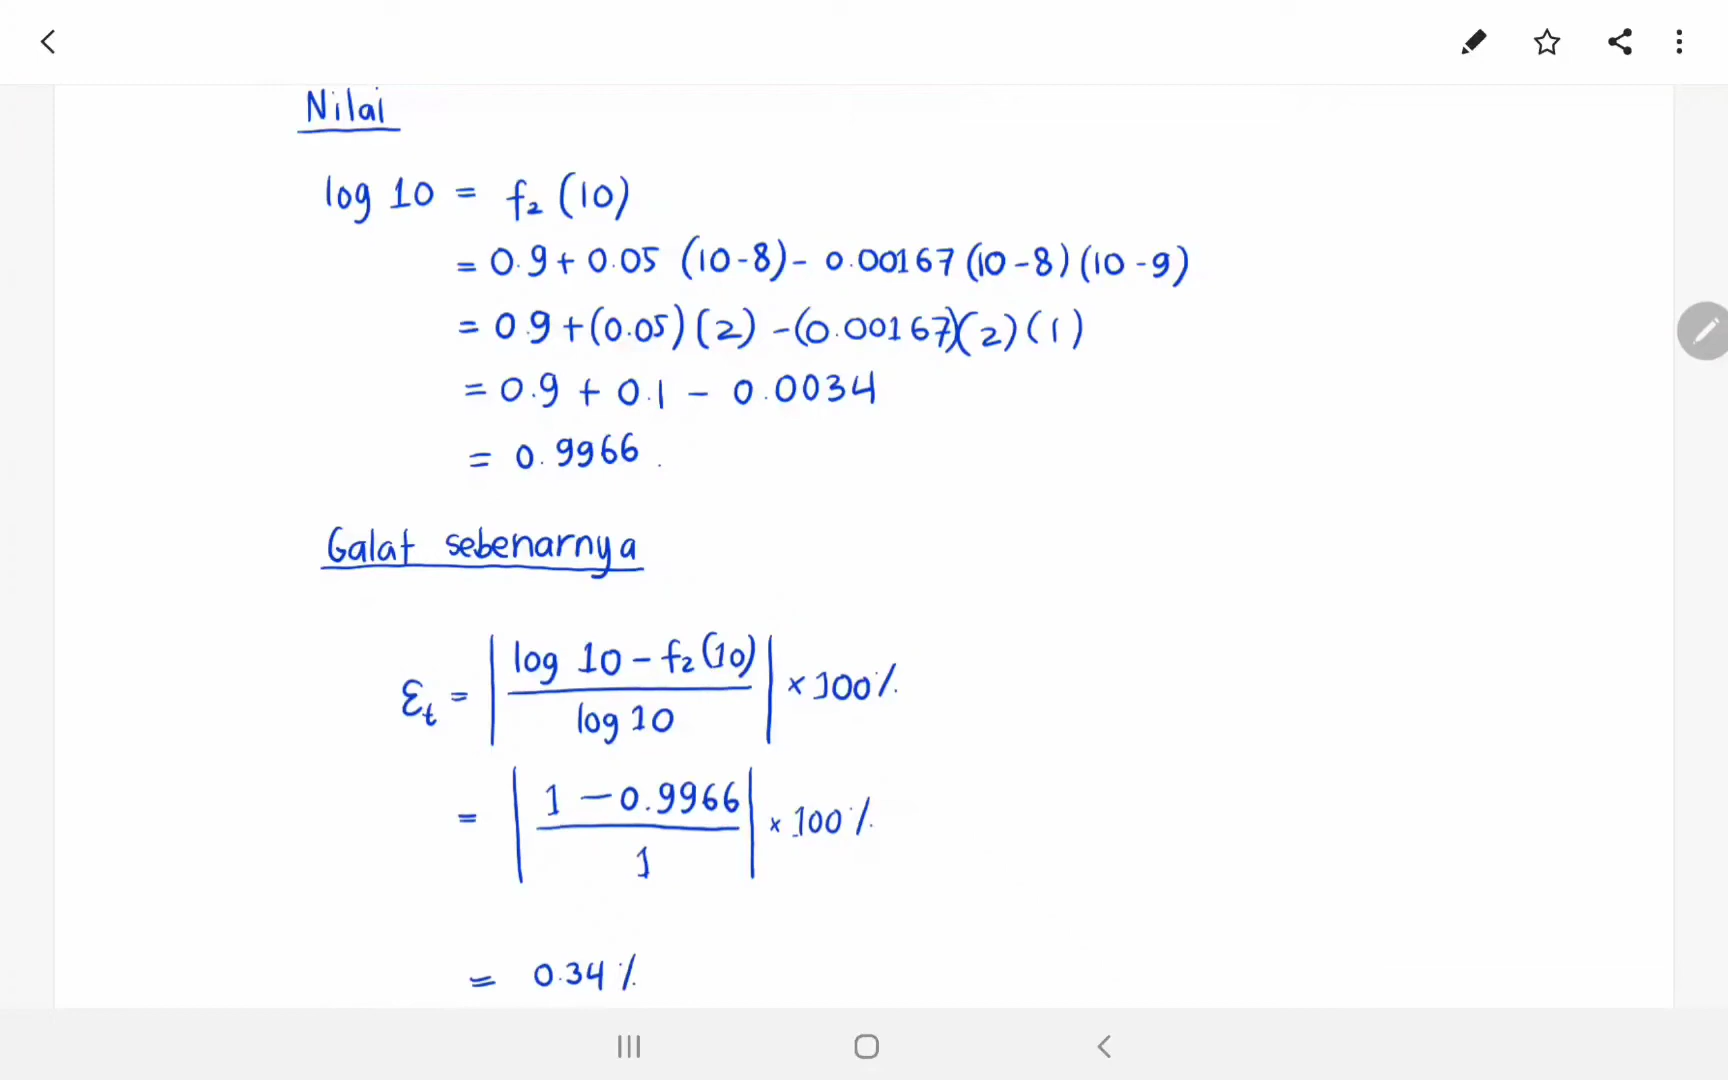 Nilai
log 10 = f₂ (10)
= 0.9 + 0.05 (10-8) - 0.00167 (10-8) (10-9)
= 0.9 + (0.05) (2) - (0.00167)(2) (1)
= 0.9 + 0.1 - 0.0034
= 0.9966.
Galat sebenarnya
Ɛt = | log 10 - f₂ (10) / log 10 | × 100%
= | 1 - 0.9966 / 1 | × 100%
= 0.34%